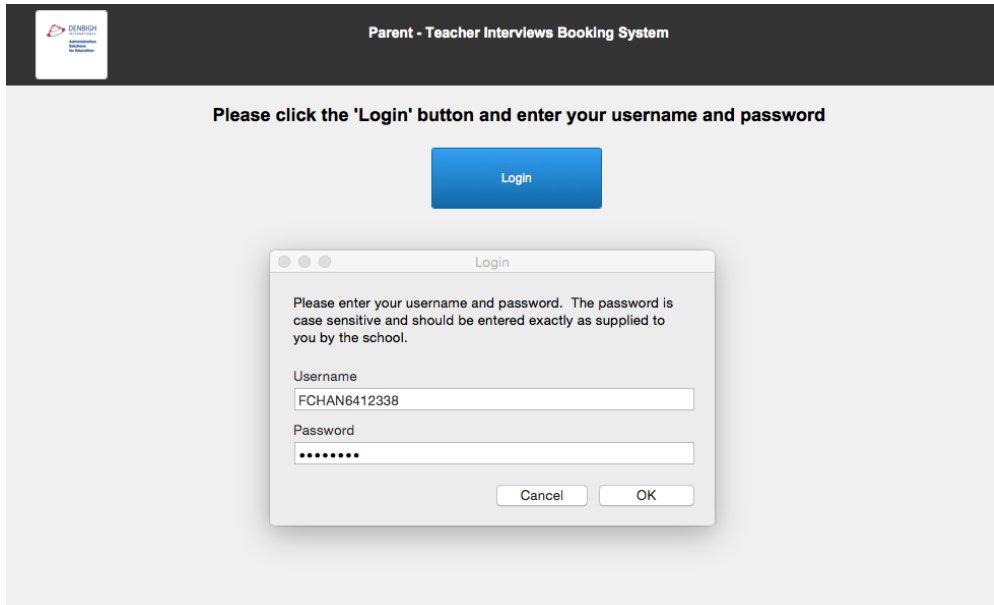 DENBIGH
INTERNATIONAL
Administration
Solutions
for Education
Parent - Teacher Interviews Booking System
Please click the 'Login' button and enter your username and password
Login
Login
Please enter your username and password.  The password is
case sensitive and should be entered exactly as supplied to
you by the school.
Username
FCHAN6412338
Password
••••••••
Cancel OK